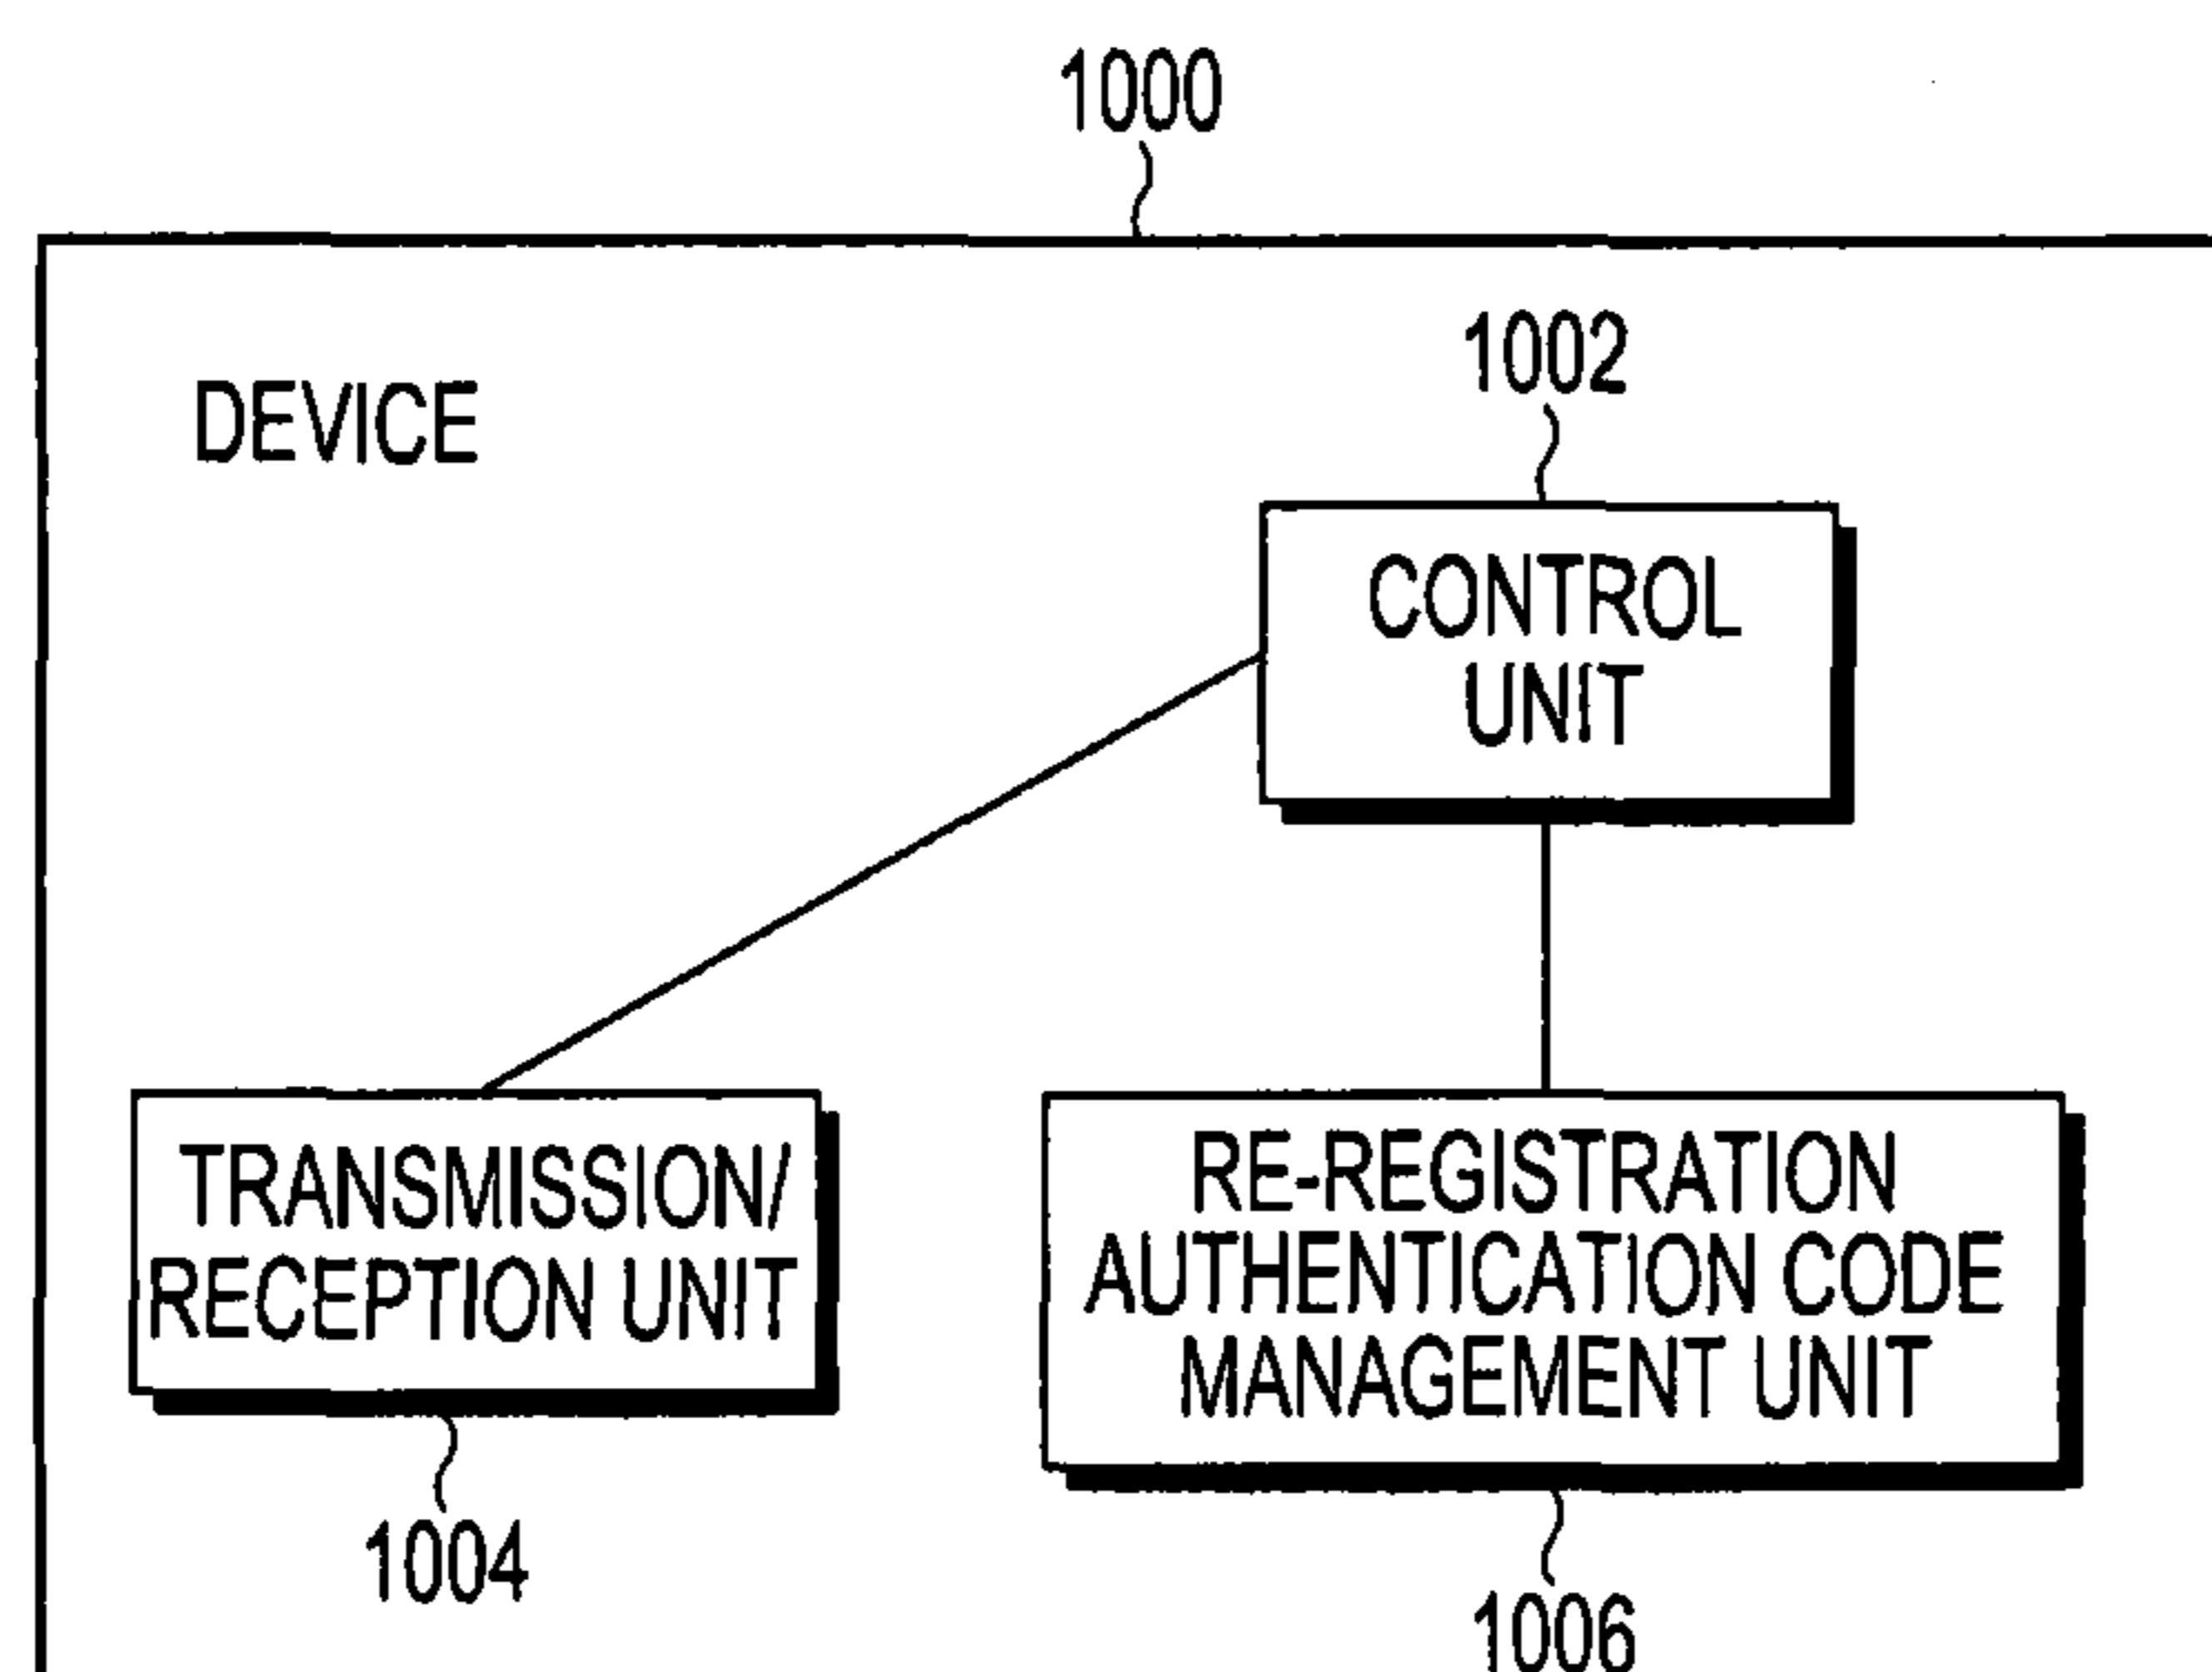 1000
DEVICE
1002
CONTROL
UNIT
TRANSMISSION/
RECEPTION UNIT
1004
RE-REGISTRATION
AUTHENTICATION CODE
MANAGEMENT UNIT
1006